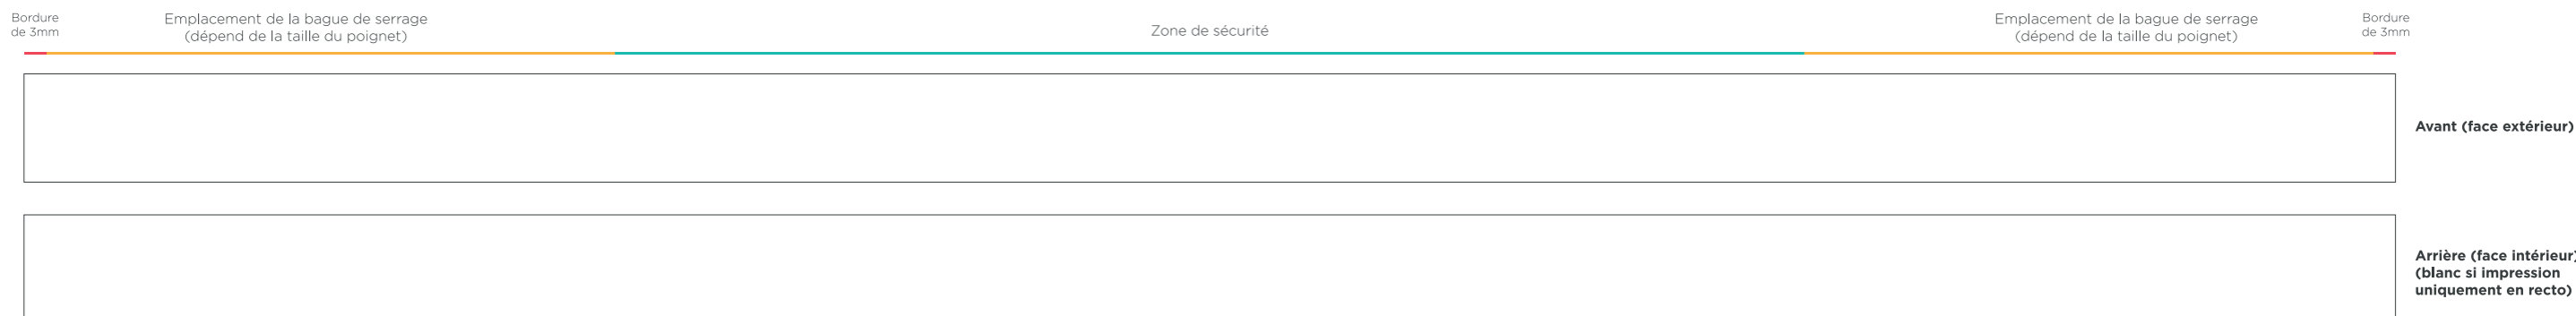 Bordure
de 3mm
Emplacement de la bague de serrage
(dépend de la taille du poignet)
Zone de sécurité
Emplacement de la bague de serrage
(dépend de la taille du poignet)
Bordure
de 3mm
Avant (face extérieur)
Arrière (face intérieur)
(blanc si impression
uniquement en recto)